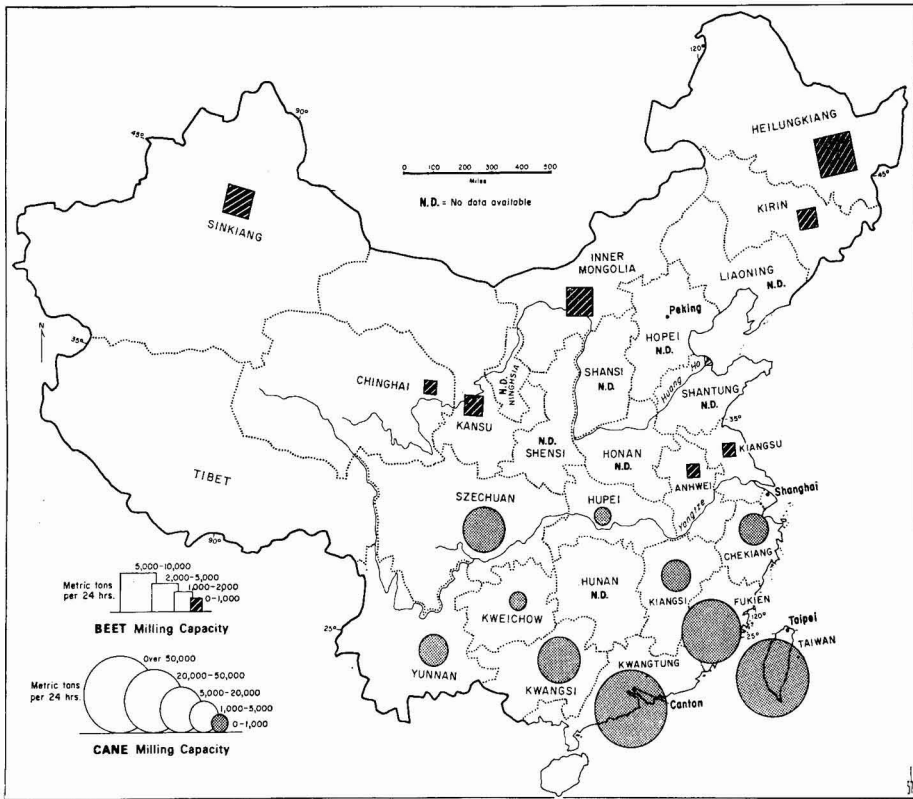 120°
HEILUNGKIANG
90°
45°
45°
0 100 200 300 400 500
Miles
N.D. = No data available
KIRIN
SINKIANG
INNER
MONGOLIA
LIAONING
N.D.
Peking
HOPEI
N.D.
N
35°
CHINGHAI
N.D.
NINGHSIA
SHANSI
N.D.
Huang Ho
SHANTUNG
N.D.
35°
KANSU
N.D.
SHENSI
HONAN
N.D.
KIANGSU
ANHWEI
TIBET
SZECHUAN
HUPEI
Yangtze
Shanghai
CHEKIANG
90°
HUNAN
N.D.
KIANGSI
FUKIEN
KWEICHOW
120°
25°
Taipei
TAIWAN
25°
YUNNAN
KWANGSI
KWANGTUNG
Canton
5,000-10,000
2,000-5,000
1,000-2000
0-1,000
Metric tons
per 24 hrs.
BEET Milling Capacity
Over 50,000
20,000-50,000
5,000-20,000
1,000-5,000
0-1,000
Metric tons
per 24 hrs.
CANE Milling Capacity